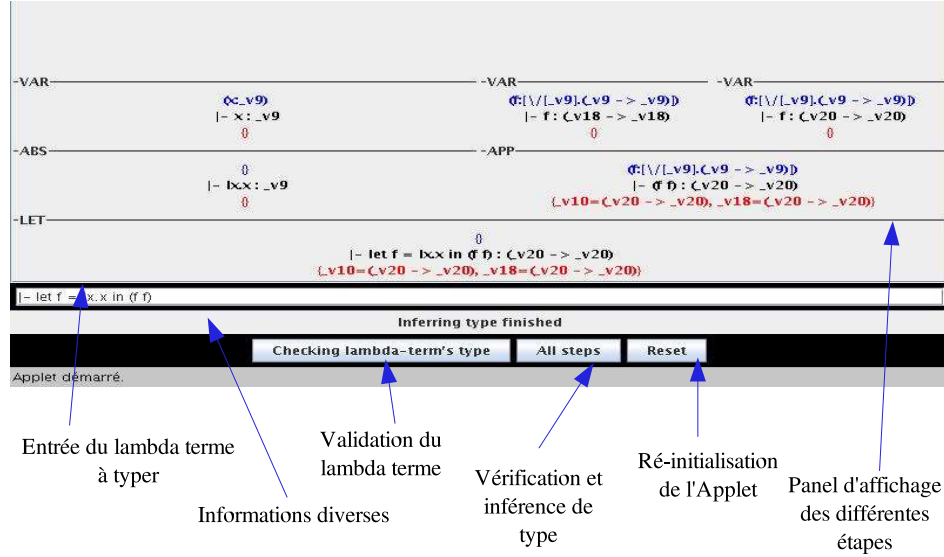 -VAR -VAR -VAR
(x:_v9) (f:[\/[_v9].(_v9 -> _v9)]) (f:[\/[_v9].(_v9 -> _v9)])
|- x : _v9 |- f : (_v18 -> _v18) |- f : (_v20 -> _v20)
() () ()
-ABS -APP
() (f:[\/[_v9].(_v9 -> _v9)])
|- lx.x : _v9 |- (f f) : (_v20 -> _v20)
() {_v10=(_v20 -> _v20), _v18=(_v20 -> _v20)}
-LET
()
|- let f = lx.x in (f f) : (_v20 -> _v20)
{_v10=(_v20 -> _v20), _v18=(_v20 -> _v20)}
|- let f = x.x in (f f)
Inferring type finished
Checking lambda-term's type All steps Reset
Applet démarré.
Entrée du lambda terme
à typer
Informations diverses
Validation du
lambda terme
Vérification et
inférence de
type
Ré-initialisation
de l'Applet
Panel d'affichage
des différentes
étapes